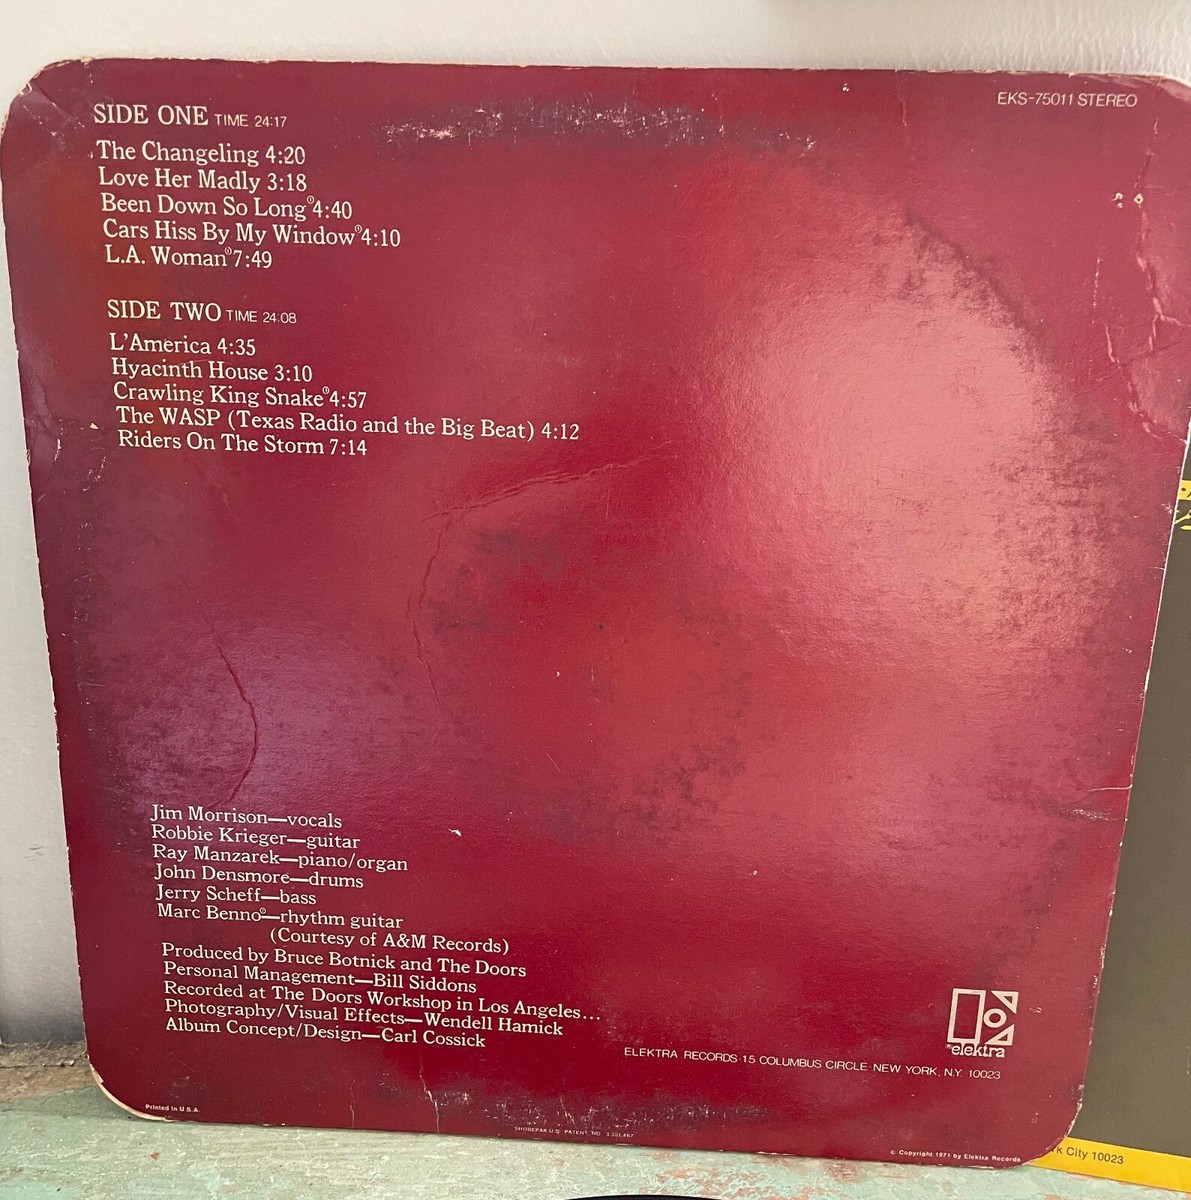 EKS-75011 STEREO
SIDE ONE TIME 24:17
The Changeling 4:20
Love Her Madly 3:18
Been Down So Long® 4:40
Cars Hiss By My Window® 4:10
L.A. Woman® 7:49
SIDE TWO TIME 24:08
L'America 4:35
Hyacinth House 3:10
Crawling King Snake® 4:57
The WASP (Texas Radio and the Big Beat) 4:12
Riders On The Storm 7:14
Jim Morrison—vocals
Robbie Krieger—guitar
Ray Manzarek—piano/organ
John Densmore—drums
Jerry Scheff—bass
Marc Benno®—rhythm guitar
(Courtesy of A&M Records)
Produced by Bruce Botnick and The Doors
Personal Management—Bill Siddons
Recorded at The Doors Workshop in Los Angeles...
Photography/Visual Effects—Wendell Hamick
Album Concept/Design—Carl Cossick
elektra
ELEKTRA RECORDS·15 COLUMBUS CIRCLE·NEW YORK, N.Y. 10023
Printed in U.S.A.
SHOREPAK U.S. PATENT NO. 3,301,467
© Copyright 1971 by Elektra Records
City 10023